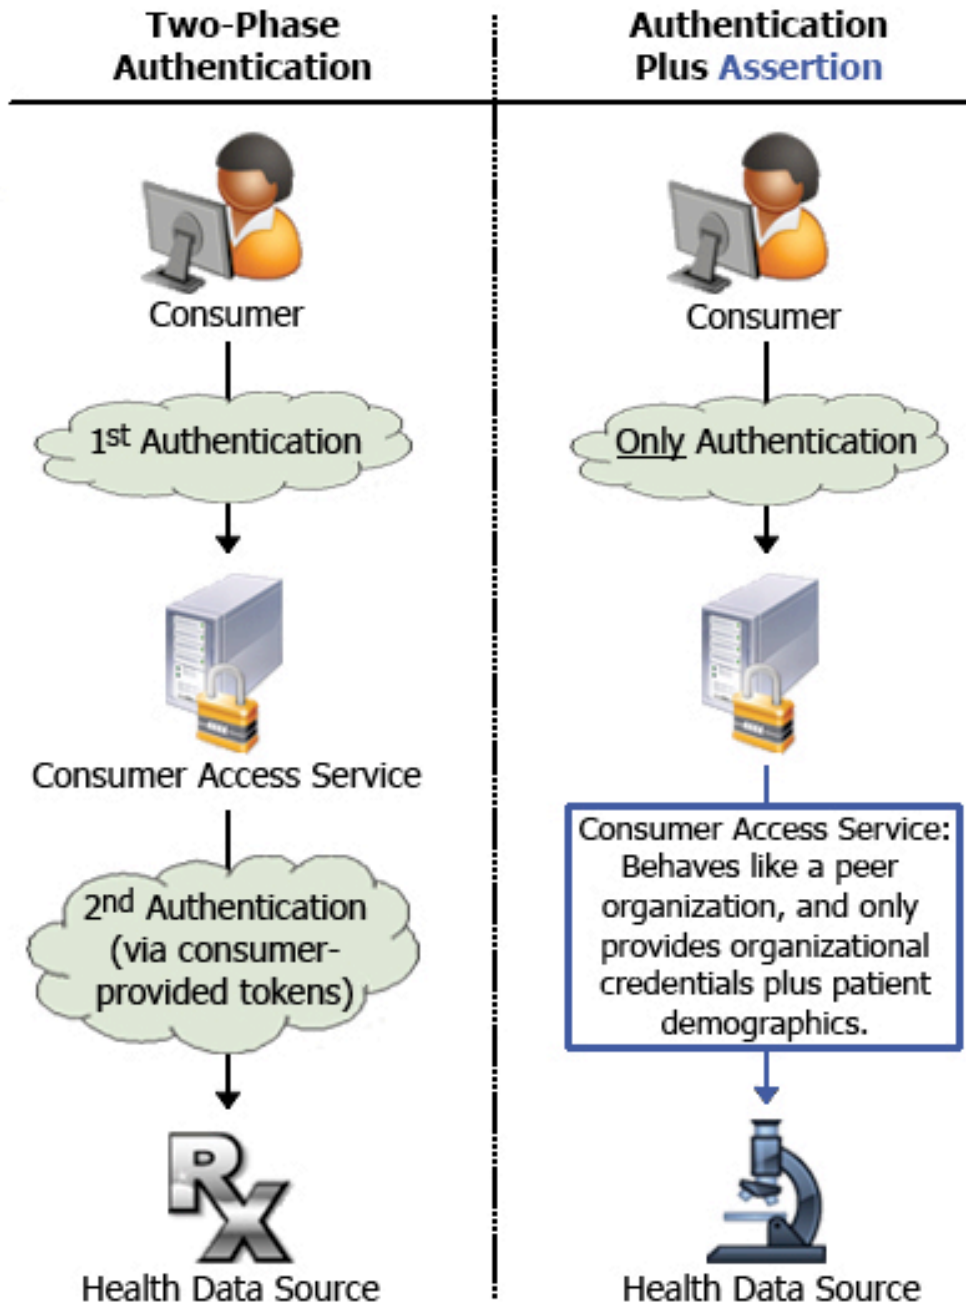 Two-Phase
Authentication
Consumer
1st Authentication
Consumer Access Service
2nd Authentication
(via consumer-
provided tokens)
RX
Health Data Source
Authentication
Plus Assertion
Consumer
Only Authentication
Consumer Access Service:
Behaves like a peer
organization, and only
provides organizational
credentials plus patient
demographics.
Health Data Source